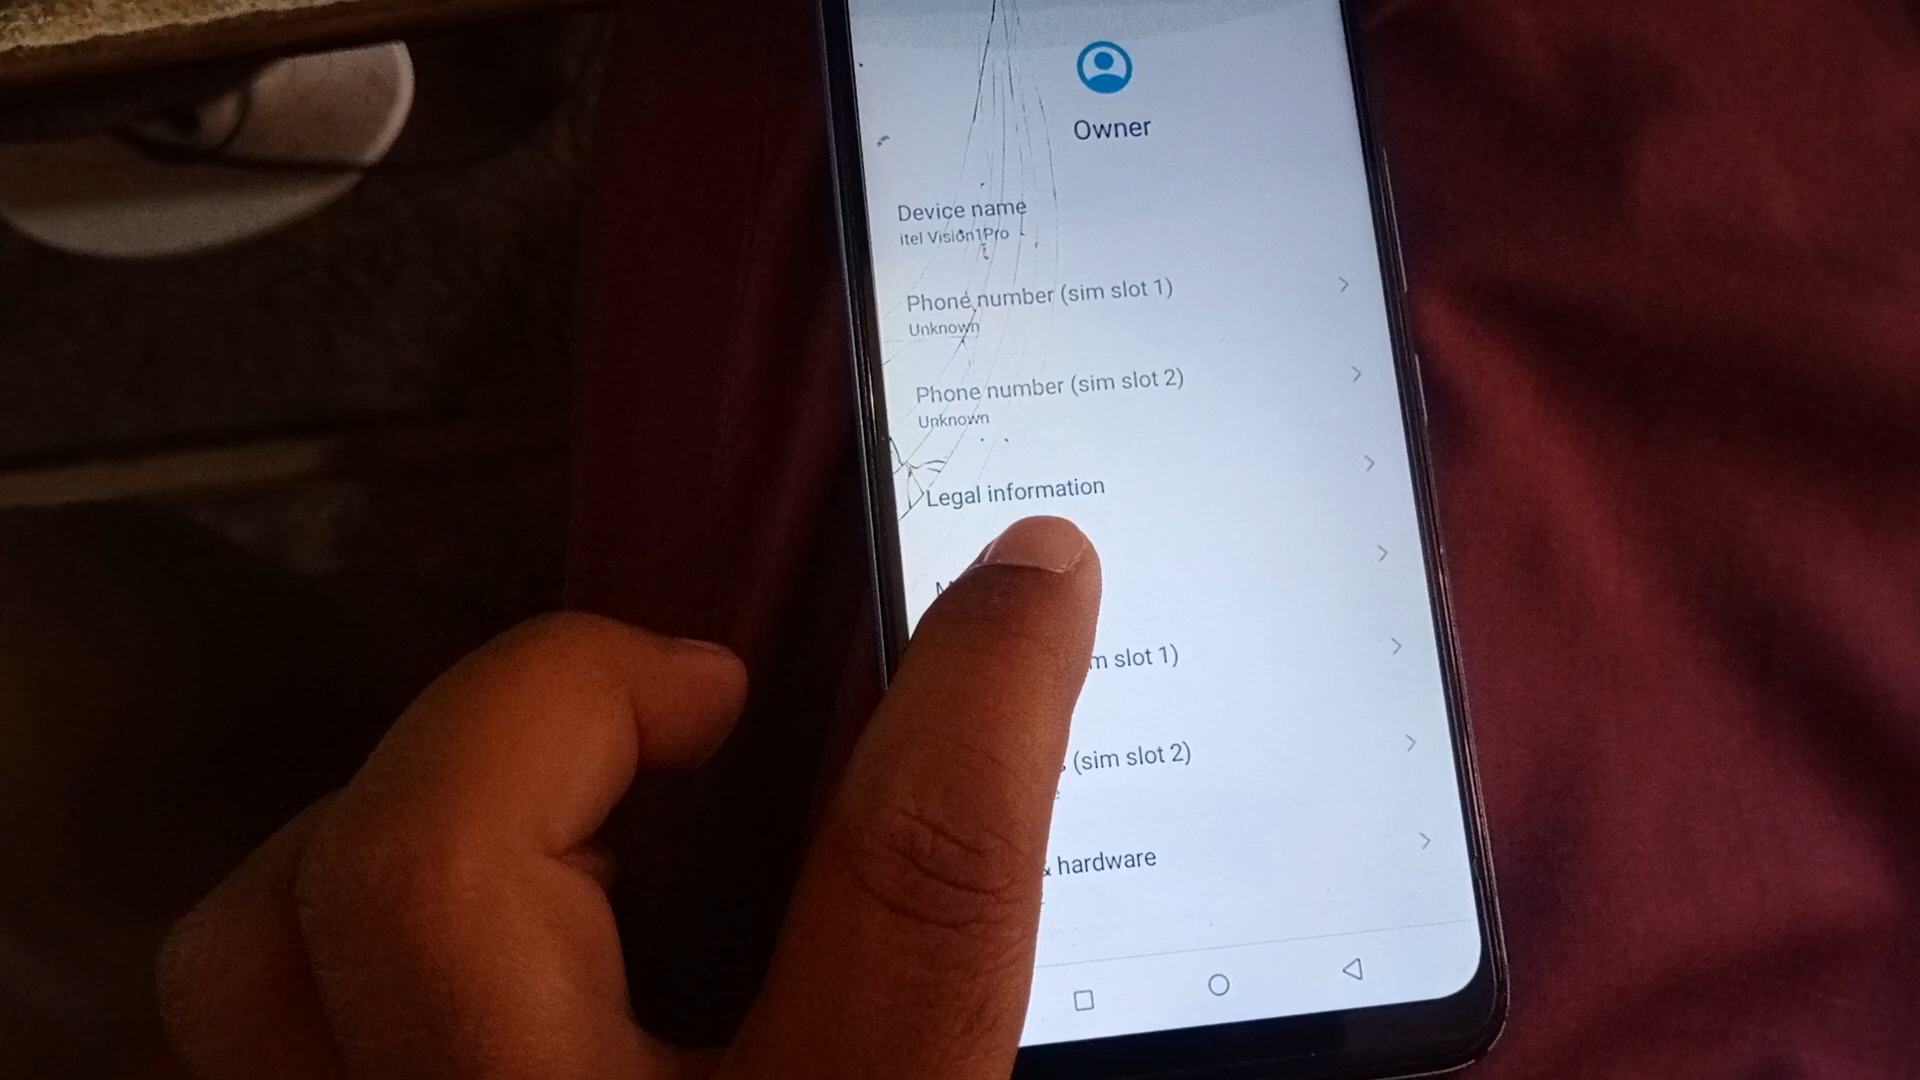 Owner
Device name
itel Vision1Pro
Phone number (sim slot 1)
Unknown
Phone number (sim slot 2)
Unknown
Legal information
slot 1)
(sim slot 2)
& hardware